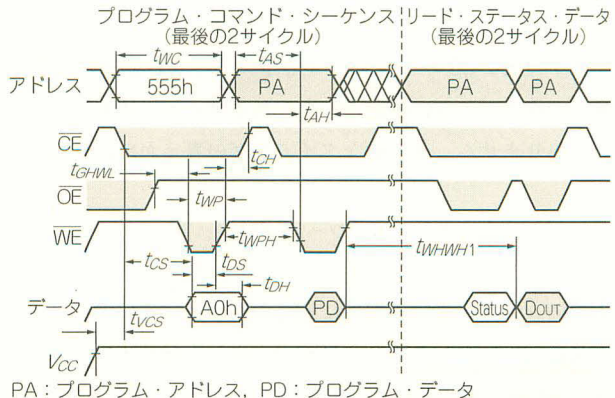 プログラム・コマンド・シーケンス
(最後の2サイクル)
リード・ステータス・データ
(最後の2サイクル)
tWC
tAS
アドレス
555h
PA
PA
PA
tAH
CE
tCH
tGHWL
OE
tWP
WE
tWPH
tWHWH1
tCS
tDS
tDH
データ
A0h
PD
Status
DOUT
tVCS
VCC
PA：プログラム・アドレス，PD：プログラム・データ